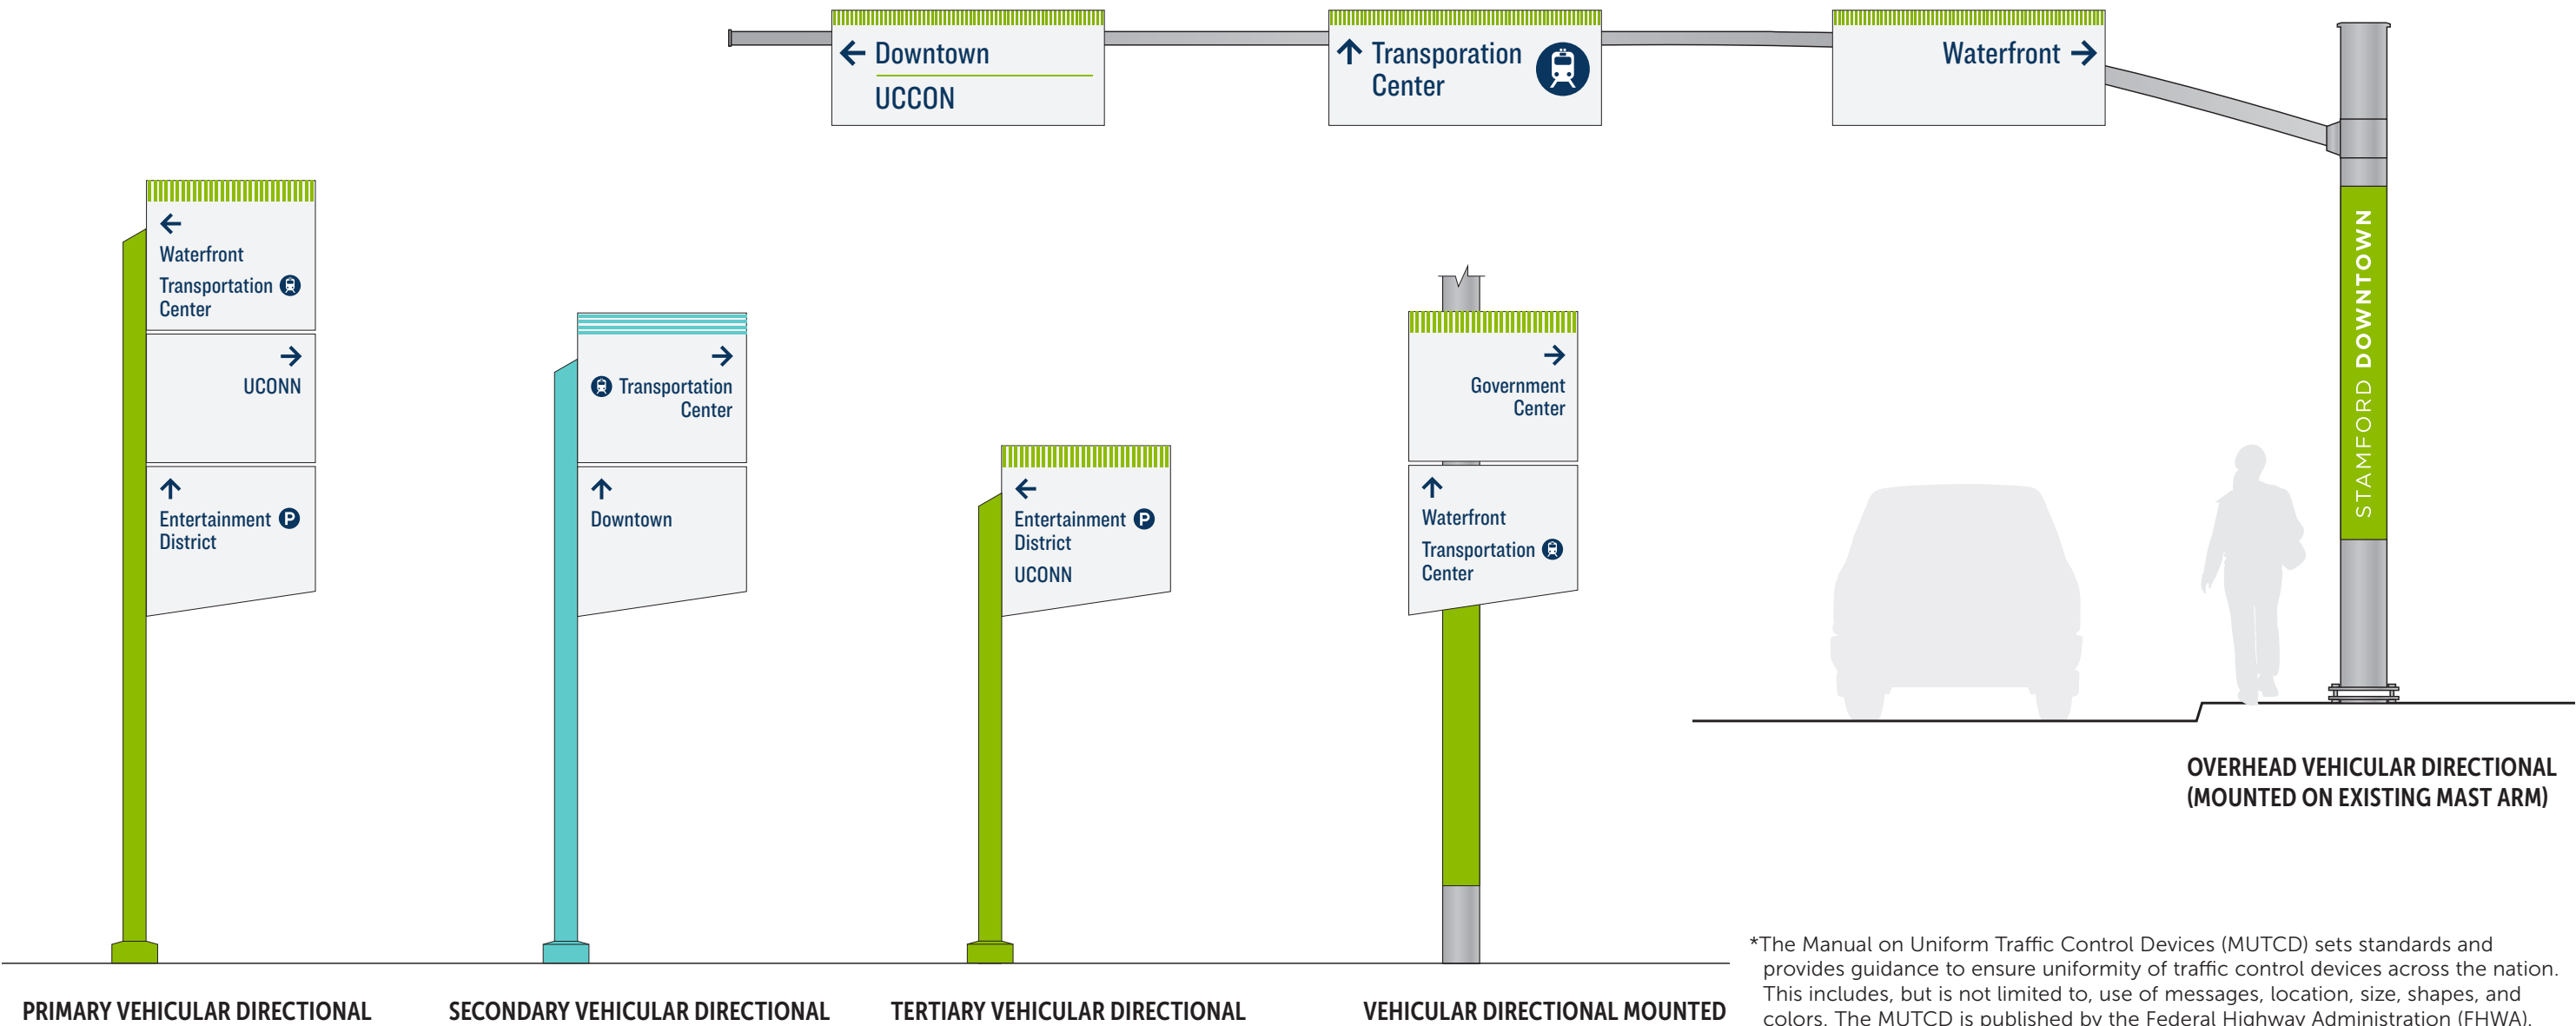 Downtown
UCCON
Transporation
Center
Waterfront
Waterfront
Transportation
Center
UCONN
Entertainment P
District
Transportation
Center
Downtown
Entertainment P
District
UCONN
Government
Center
Waterfront
Transportation
Center
STAMFORD DOWNTOWN
OVERHEAD VEHICULAR DIRECTIONAL
(MOUNTED ON EXISTING MAST ARM)
PRIMARY VEHICULAR DIRECTIONAL
SECONDARY VEHICULAR DIRECTIONAL
TERTIARY VEHICULAR DIRECTIONAL
VEHICULAR DIRECTIONAL MOUNTED
*The Manual on Uniform Traffic Control Devices (MUTCD) sets standards and
provides guidance to ensure uniformity of traffic control devices across the nation.
This includes, but is not limited to, use of messages, location, size, shapes, and
colors. The MUTCD is published by the Federal Highway Administration (FHWA).